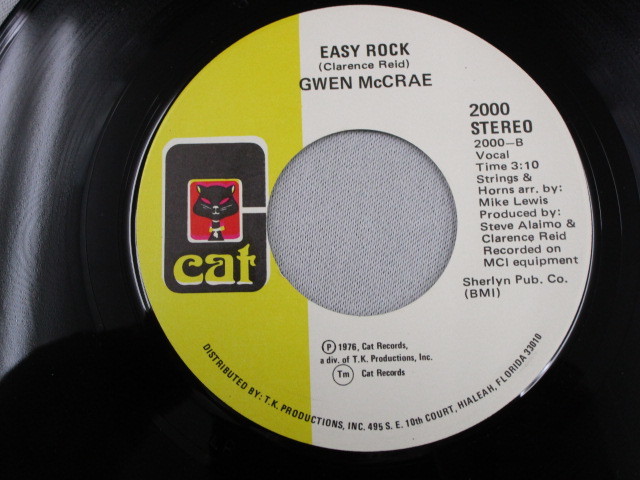 EASY ROCK
(Clarence Reid)
GWEN McCRAE
2000
STEREO
2000—B
Vocal
Time 3:10
Strings &
Horns arr. by:
Mike Lewis
Produced by:
Steve Alaimo &
Clarence Reid
Recorded on
MCI equipment
Sherlyn Pub. Co.
(BMI)
cat
Ⓟ 1976, Cat Records,
a div. of T.K. Productions, Inc.
Tm Cat Records
DISTRIBUTED BY: T.K. PRODUCTIONS, INC. 495 S. E. 10th COURT, HIALEAH, FLORIDA 33010